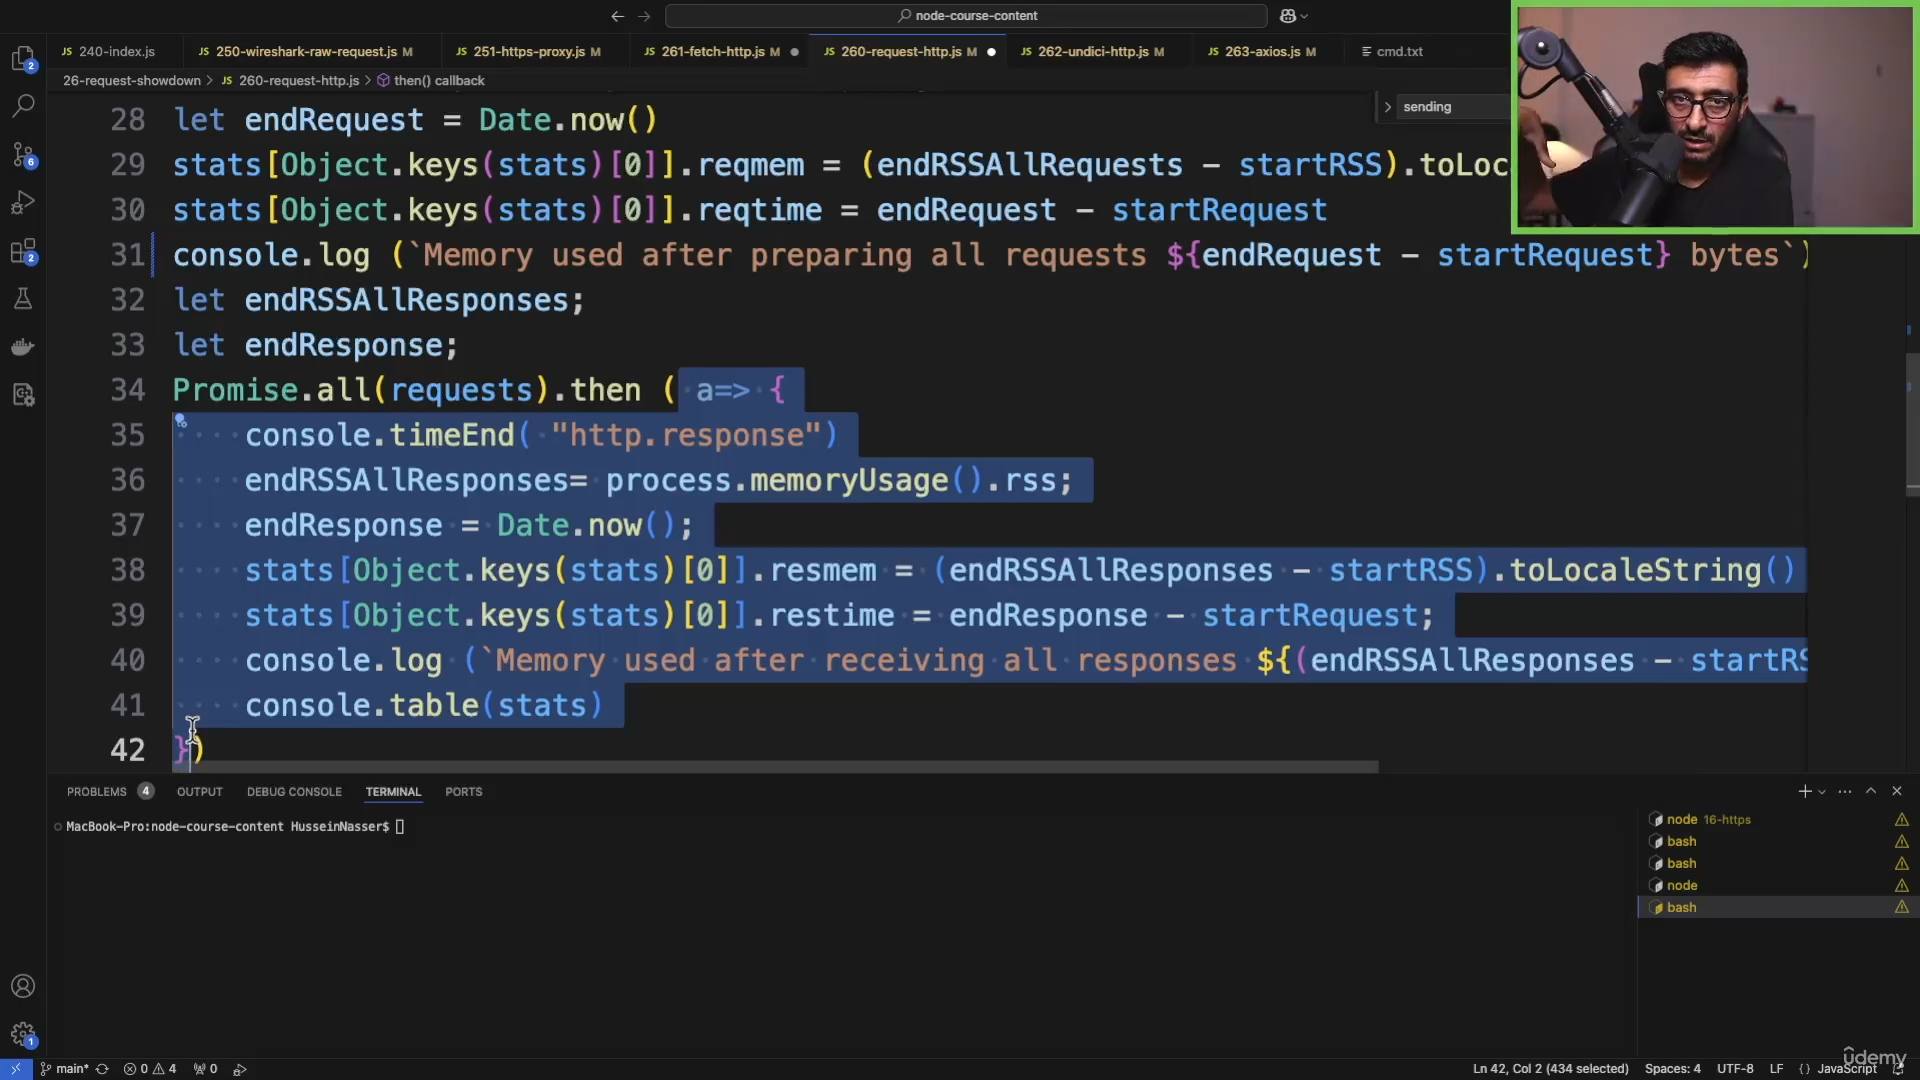 node-course-content
240-index.js
250-wireshark-raw-request.js M
251-https-proxy.js M
261-fetch-http.js M
260-request-http.js M
262-undici-http.js M
263-axios.js M
cmd.txt
26-request-showdown > JS 260-request-http.js > then() callback
sending
28 let endRequest = Date.now()
29 stats[Object.keys(stats)[0]].reqmem = (endRSSAllRequests - startRSS).toLoc
30 stats[Object.keys(stats)[0]].reqtime = endRequest - startRequest
31 console.log (`Memory used after preparing all requests ${endRequest - startRequest} bytes`)
32 let endRSSAllResponses;
33 let endResponse;
34 Promise.all(requests).then ( a=> {
35 console.timeEnd( "http.response")
36 endRSSAllResponses= process.memoryUsage().rss;
37 endResponse = Date.now();
38 stats[Object.keys(stats)[0]].resmem = (endRSSAllResponses - startRSS).toLocaleString()
39 stats[Object.keys(stats)[0]].restime = endResponse - startRequest;
40 console.log (`Memory used after receiving all responses ${(endRSSAllResponses - startRS
41 console.table(stats)
42 })
PROBLEMS 4 OUTPUT DEBUG CONSOLE TERMINAL PORTS
MacBook-Pro:node-course-content HusseinNasser$
node 16-https
bash
bash
node
bash
main* 0 4 0 Ln 42, Col 2 (434 selected) Spaces: 4 UTF-8 LF {} JavaScript
udemy